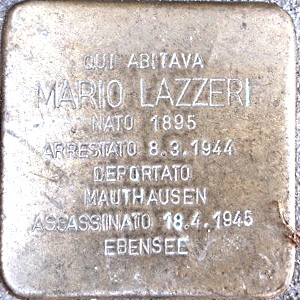 QUI ABITAVA
MARIO LAZZERI
NATO 1895
ARRESTATO 8.3.1944
DEPORTATO
MAUTHAUSEN
ASSASSINATO 18.4.1945
EBENSEE